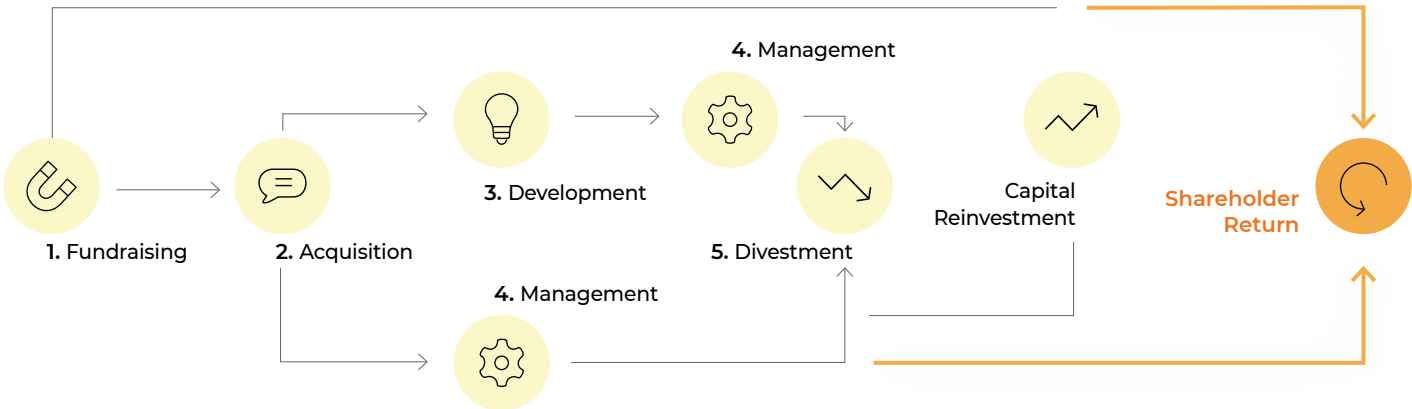 4. Management
3. Development
Capital
Reinvestment
Shareholder
Return
1. Fundraising
2. Acquisition
5. Divestment
4. Management